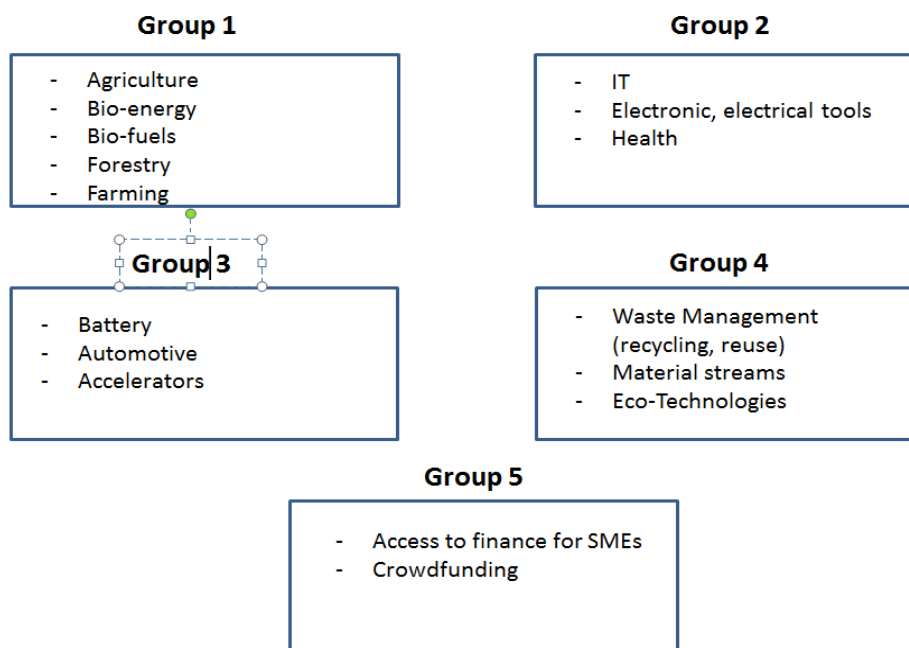 Group 1
- Agriculture
- Bio-energy
- Bio-fuels
- Forestry
- Farming
Group 2
- IT
- Electronic, electrical tools
- Health
Group 3
- Battery
- Automotive
- Accelerators
Group 4
- Waste Management
(recycling, reuse)
- Material streams
- Eco-Technologies
Group 5
- Access to finance for SMEs
- Crowdfunding